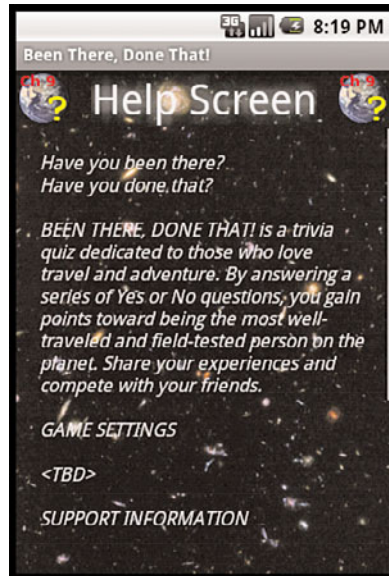 3G 8:19 PM
Been There, Done That!
Ch 9 ? Help Screen Ch 9 ?
Have you been there?
Have you done that?
BEEN THERE, DONE THAT! is a trivia
quiz dedicated to those who love
travel and adventure. By answering a
series of Yes or No questions, you gain
points toward being the most well-
traveled and field-tested person on the
planet. Share your experiences and
compete with your friends.
GAME SETTINGS
<TBD>
SUPPORT INFORMATION